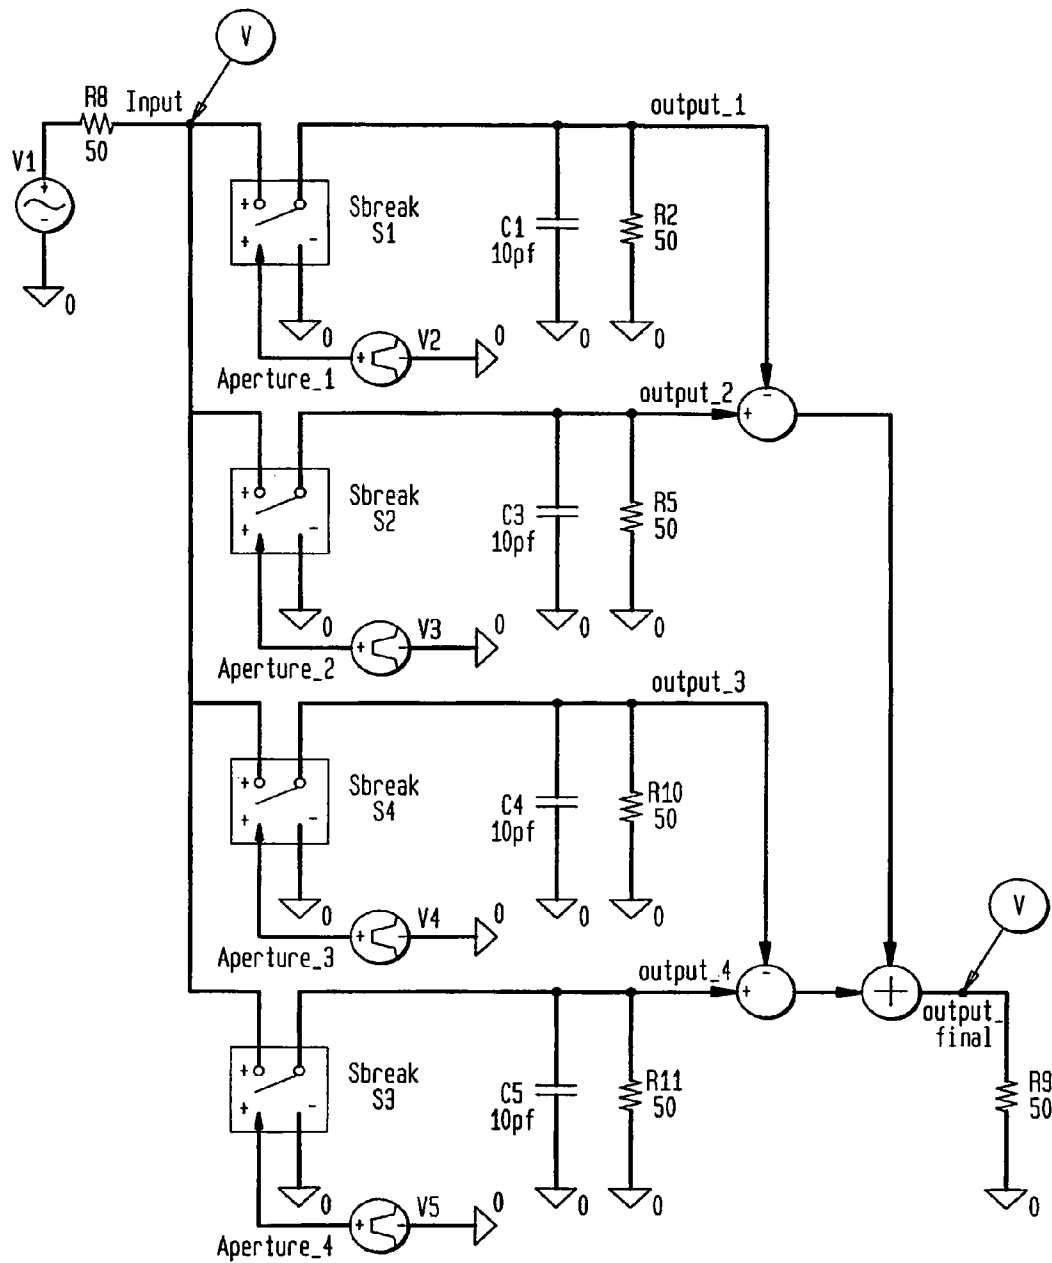 V
R8
Input
50
V1
+
-
0
output_1
Sbreak
S1
+
+
-
C1
10pf
R2
50
0
0
0
V2
0
+
-
Aperture_1
output_2
-
+
Sbreak
S2
+
+
-
C3
10pf
R5
50
0
0
0
V3
0
+
-
Aperture_2
output_3
Sbreak
S4
+
+
-
C4
10pf
R10
50
0
0
0
V4
0
+
-
Aperture_3
V
output_4
-
+
+
output_
final
Sbreak
S3
+
+
-
C5
10pf
R11
50
R9
50
0
0
0
0
V5
0
+
-
Aperture_4